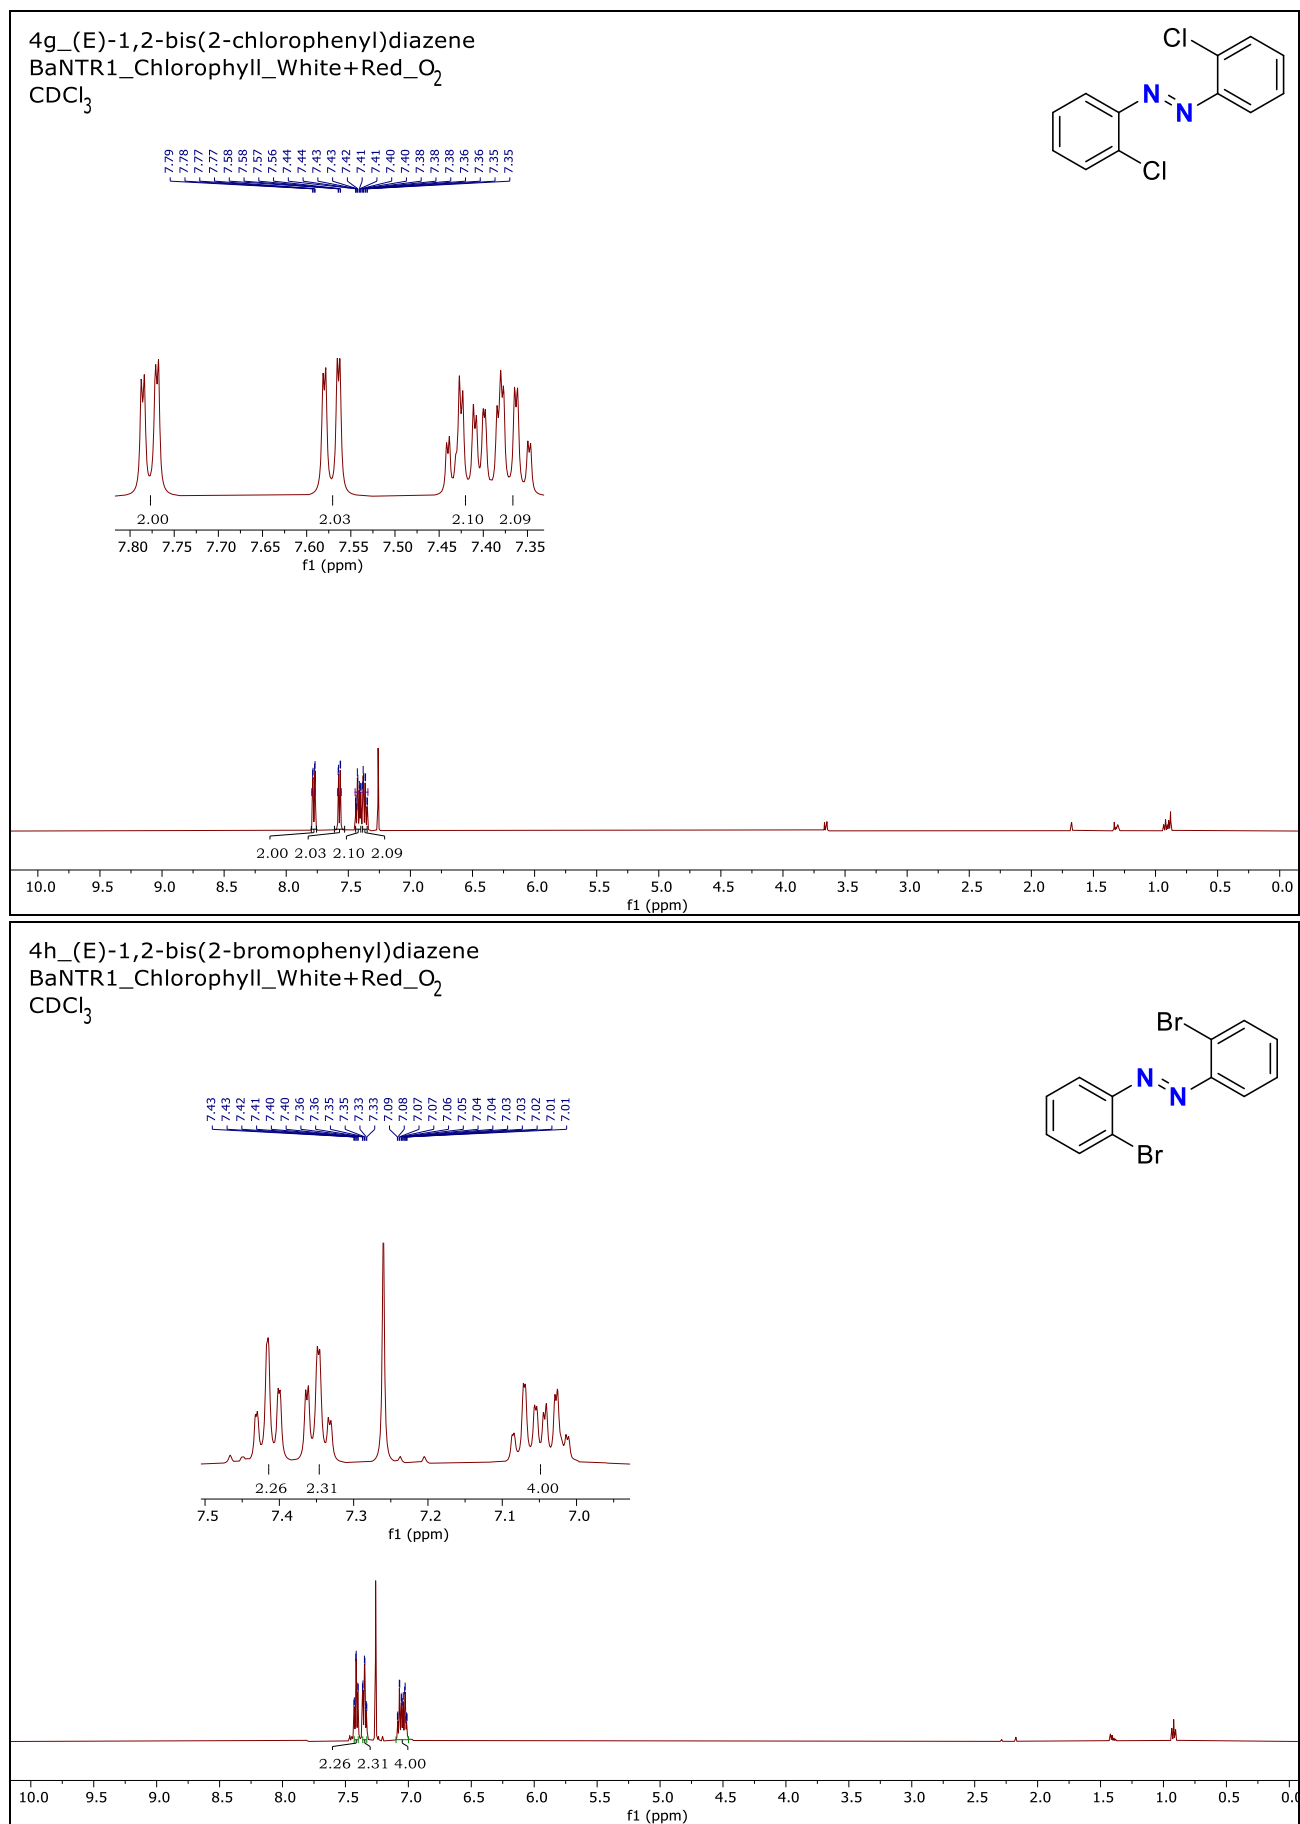 4g_(E)-1,2-bis(2-chlorophenyl)diazene
BaNTR1_Chlorophyll_White+Red_O2
CDCl3
Cl
N
N
Cl
7.79 7.78 7.77 7.77 7.58 7.58 7.57 7.56 7.44 7.44 7.43 7.43 7.42 7.41 7.41 7.40 7.40 7.38 7.38 7.38 7.36 7.36 7.35 7.35
2.00 2.03 2.10 2.09
7.80 7.75 7.70 7.65 7.60 7.55 7.50 7.45 7.40 7.35
f1 (ppm)
2.00 2.03 2.10 2.09
10.0 9.5 9.0 8.5 8.0 7.5 7.0 6.5 6.0 5.5 5.0 4.5 4.0 3.5 3.0 2.5 2.0 1.5 1.0 0.5 0.0
f1 (ppm)
4h_(E)-1,2-bis(2-bromophenyl)diazene
BaNTR1_Chlorophyll_White+Red_O2
CDCl3
Br
N
N
Br
7.43 7.43 7.42 7.41 7.40 7.40 7.36 7.36 7.35 7.35 7.33 7.33 7.09 7.08 7.07 7.07 7.06 7.05 7.04 7.04 7.03 7.03 7.02 7.01 7.01
2.26 2.31 4.00
7.5 7.4 7.3 7.2 7.1 7.0
f1 (ppm)
2.26 2.31 4.00
10.0 9.5 9.0 8.5 8.0 7.5 7.0 6.5 6.0 5.5 5.0 4.5 4.0 3.5 3.0 2.5 2.0 1.5 1.0 0.5 0.0
f1 (ppm)